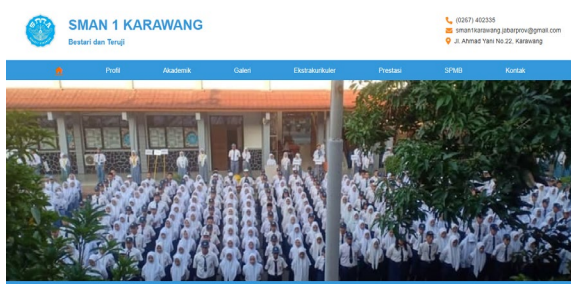 SMAN 1 KARAWANG
Bestari dan Teruji
(0267) 402335
sman1karawang.jabarprov@gmail.com
Jl. Ahmad Yani No.22, Karawang
Profil Akademik Galeri Ekstrakurikuler Prestasi SPMB Kontak